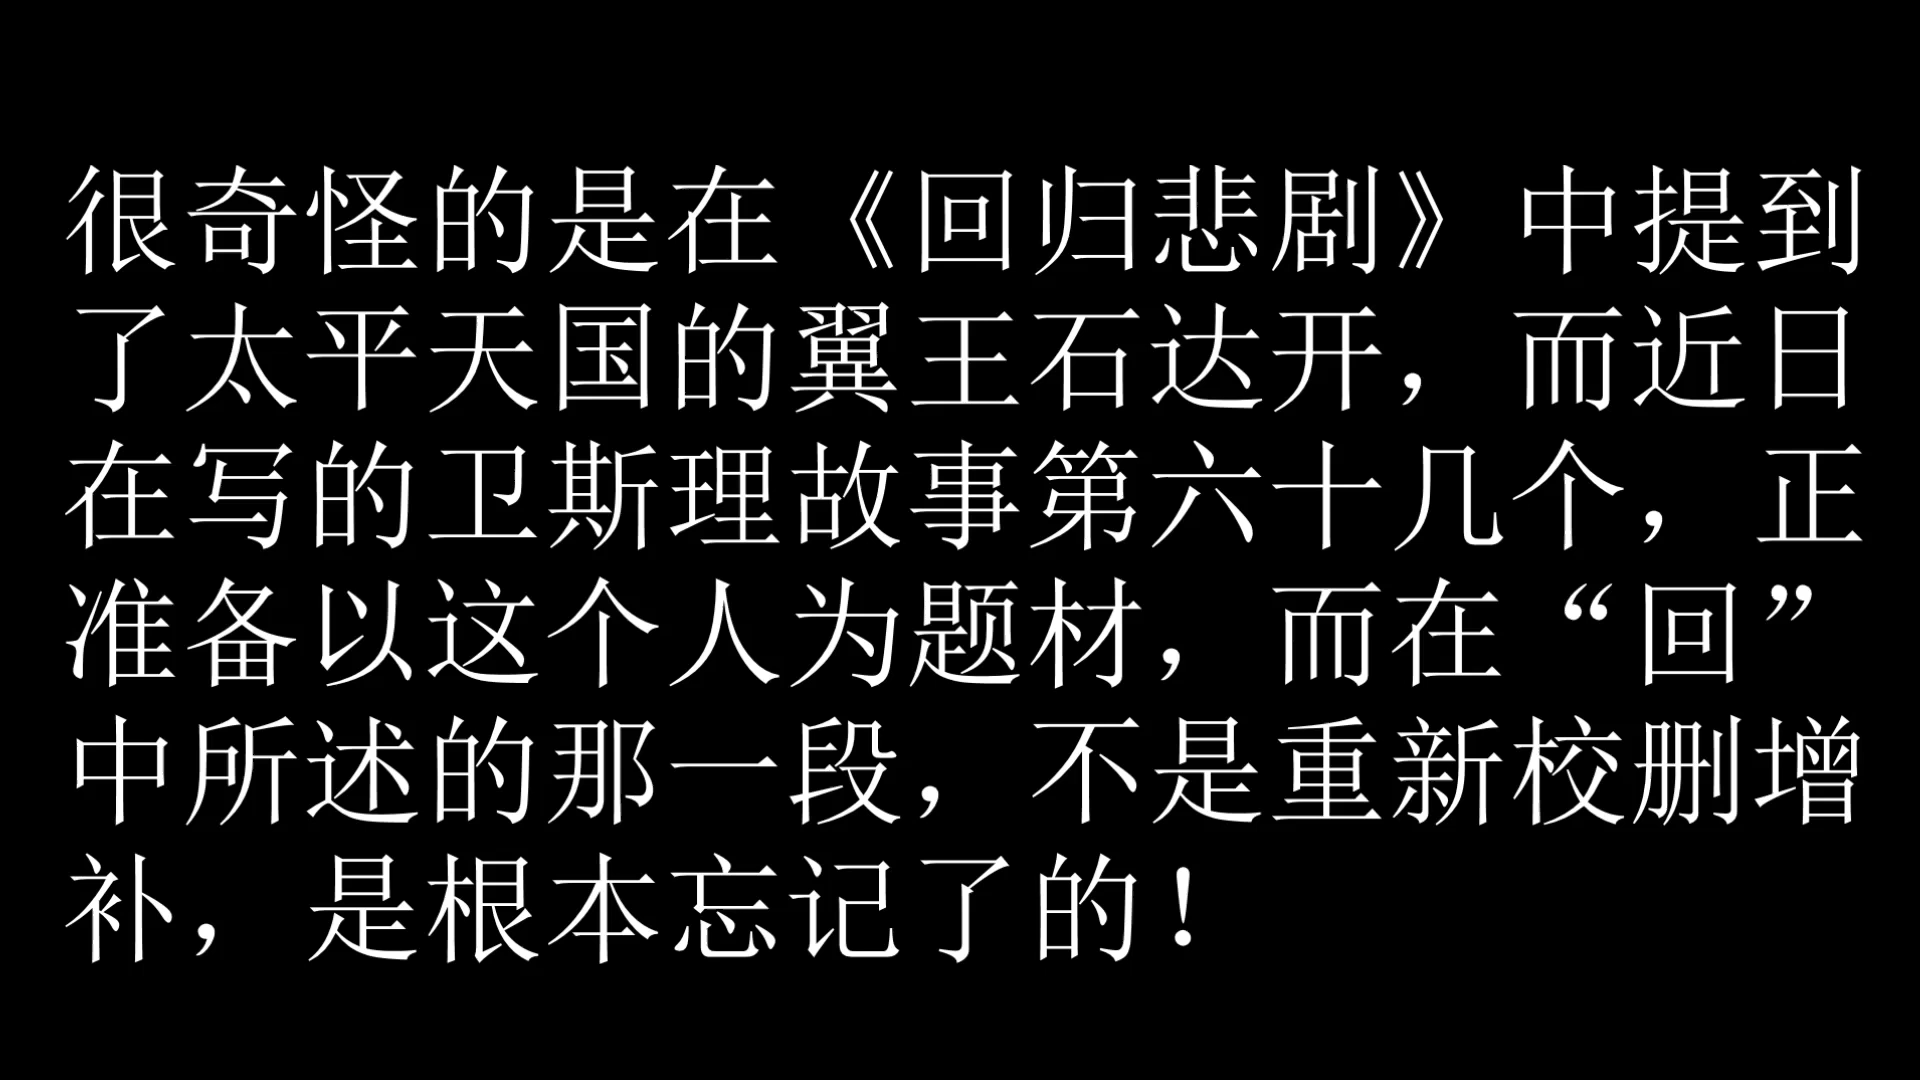 很奇怪的是在《回归悲剧》中提到
了太平天国的翼王石达开，而近日
在写的卫斯理故事第六十几个，正
准备以这个人为题材，而在“回”
中所述的那一段，不是重新校删增
补，是根本忘记了的！